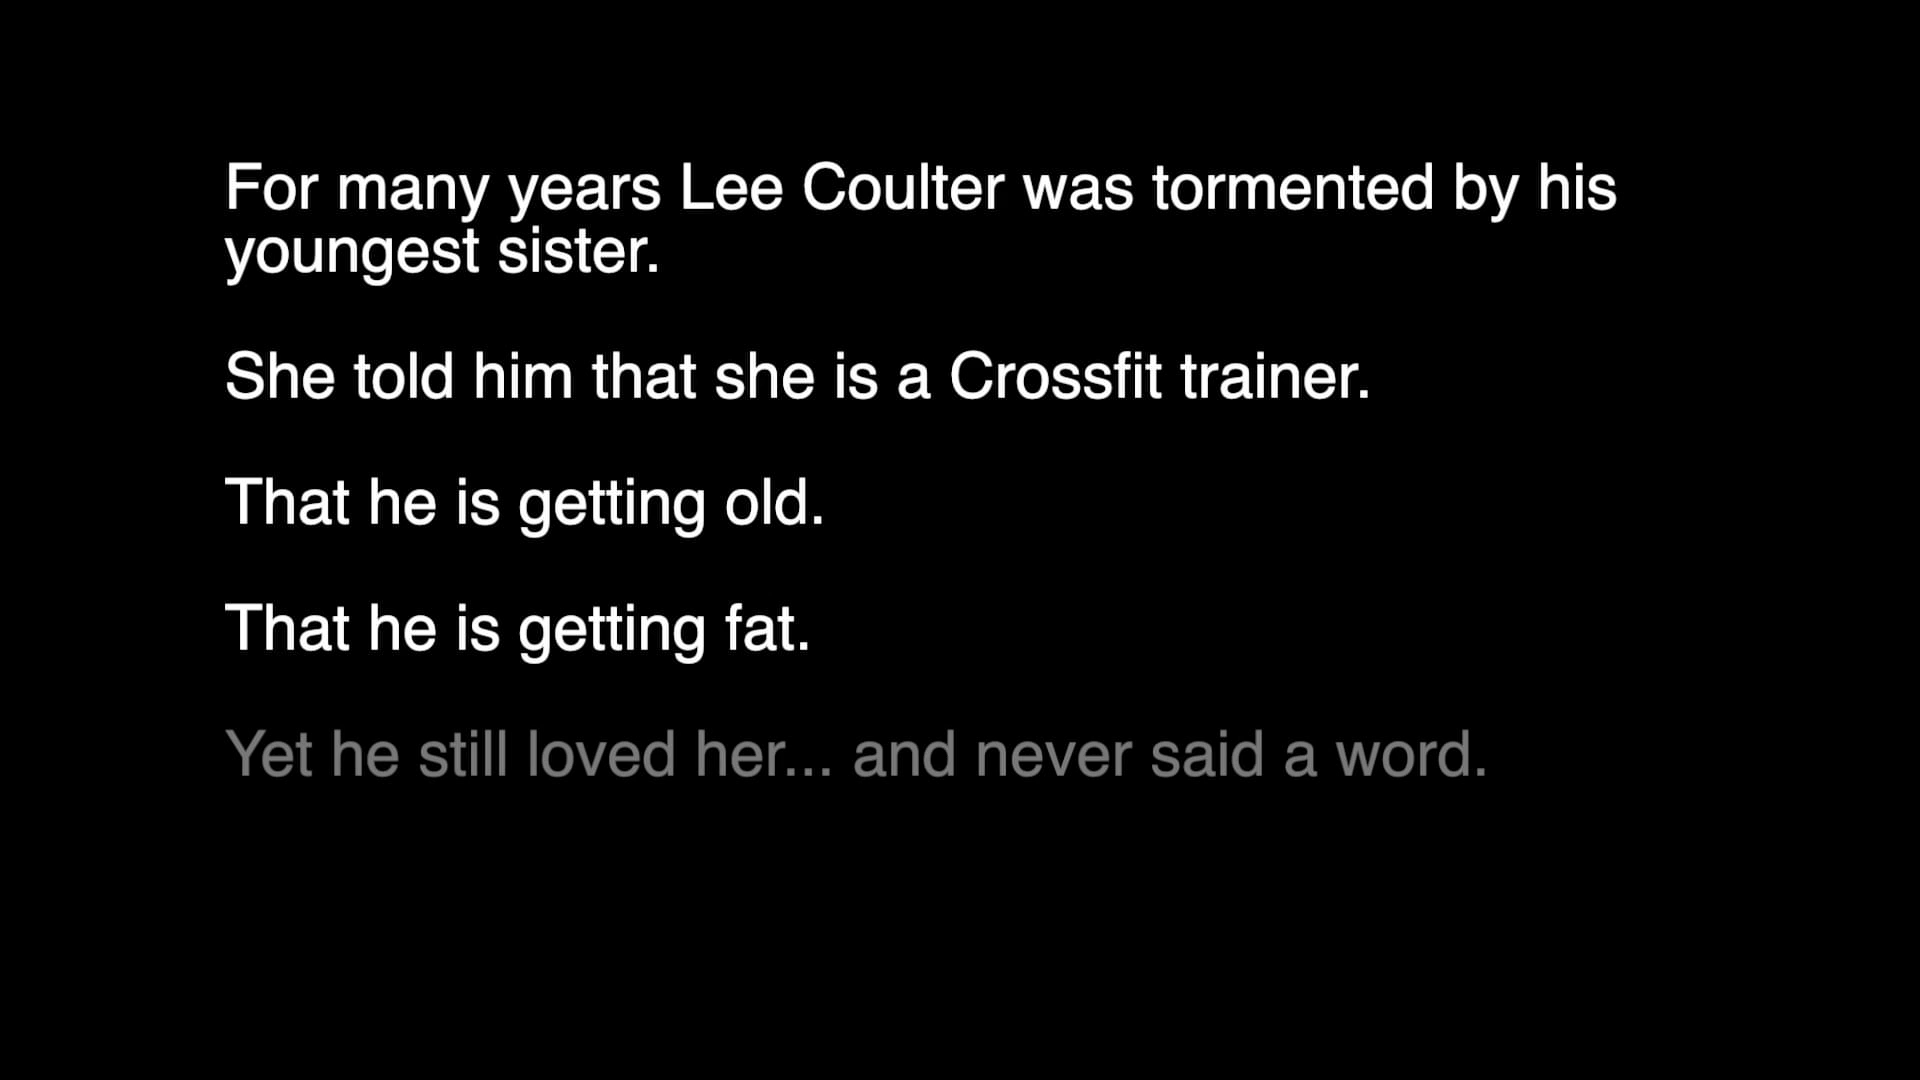 For many years Lee Coulter was tormented by his
youngest sister.
She told him that she is a Crossfit trainer.
That he is getting old.
That he is getting fat.
Yet he still loved her... and never said a word.